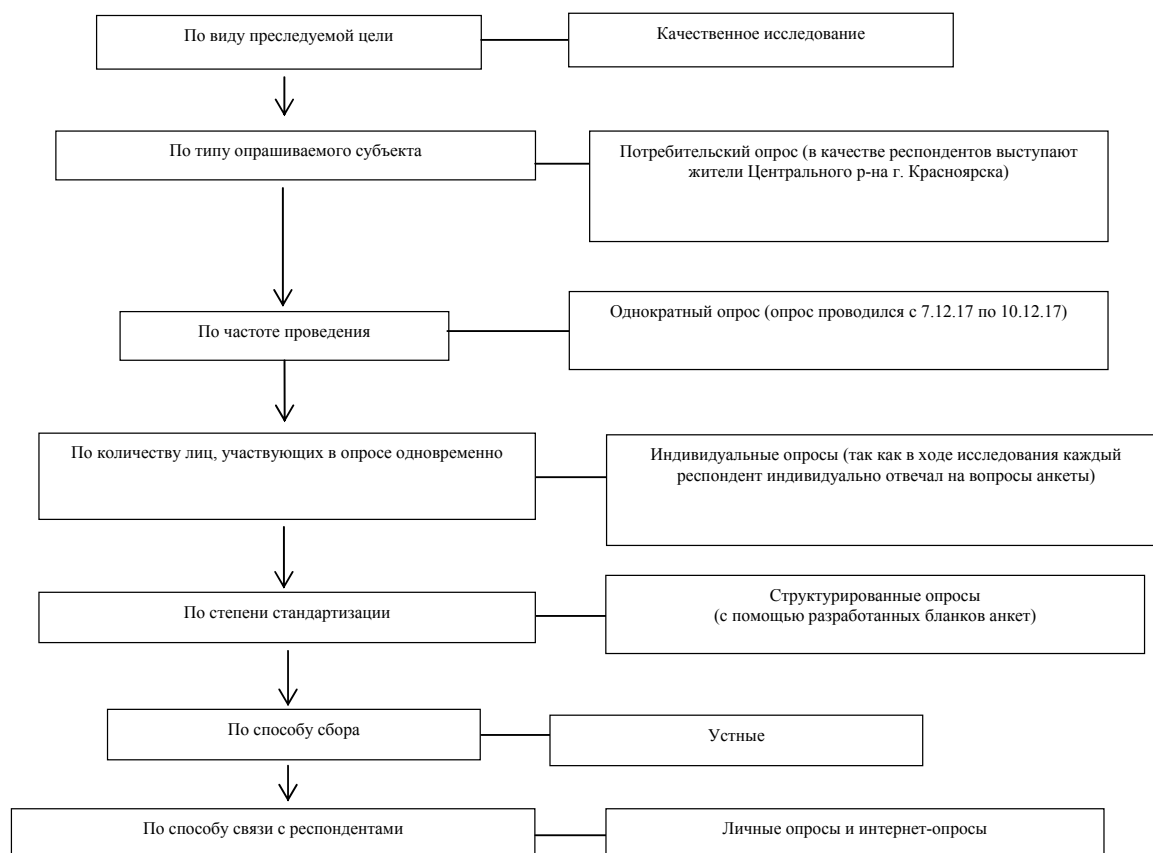 По виду преследуемой цели
Качественное исследование
По типу опрашиваемого субъекта
Потребительский опрос (в качестве респондентов выступают
жители Центрального р-на г. Красноярска)
По частоте проведения
Однократный опрос (опрос проводился с 7.12.17 по 10.12.17)
По количеству лиц, участвующих в опросе одновременно
Индивидуальные опросы (так как в ходе исследования каждый
респондент индивидуально отвечал на вопросы анкеты)
По степени стандартизации
Структурированные опросы
(с помощью разработанных бланков анкет)
По способу сбора
Устные
По способу связи с респондентами
Личные опросы и интернет-опросы